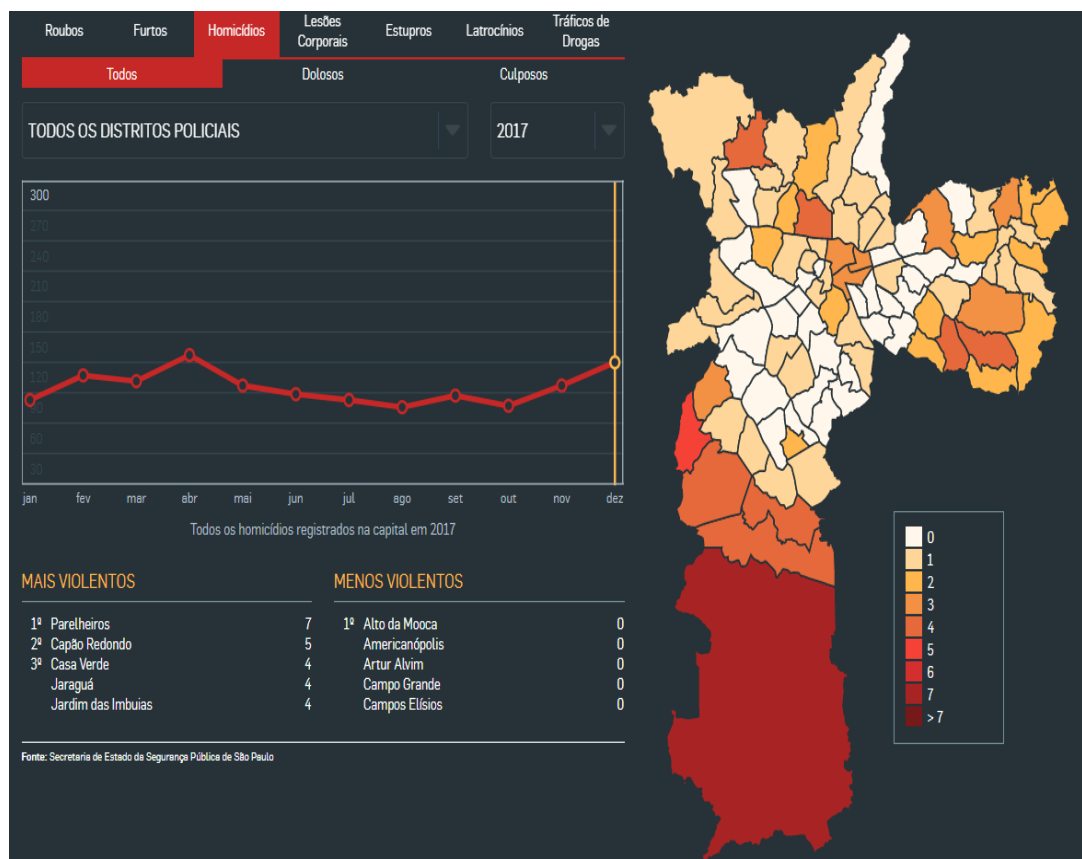 Roubos
Furtos
Homicídios
Lesões
Corporais
Estupros
Latrocínios
Tráficos de
Drogas
Todos
Dolosos
Culposos
TODOS OS DISTRITOS POLICIAIS
2017
300
270
240
210
180
150
120
90
60
30
jan fev mar abr mai jun jul ago set out nov dez
Todos os homicídios registrados na capital em 2017
MAIS VIOLENTOS
1º Parelheiros 7
2º Capão Redondo 5
3º Casa Verde 4
Jaraguá 4
Jardim das Imbuias 4
MENOS VIOLENTOS
1º Alto da Mooca 0
Americanópolis 0
Artur Alvim 0
Campo Grande 0
Campos Elísios 0
Fonte: Secretaria de Estado da Segurança Pública de São Paulo
0
1
2
3
4
5
6
7
>7